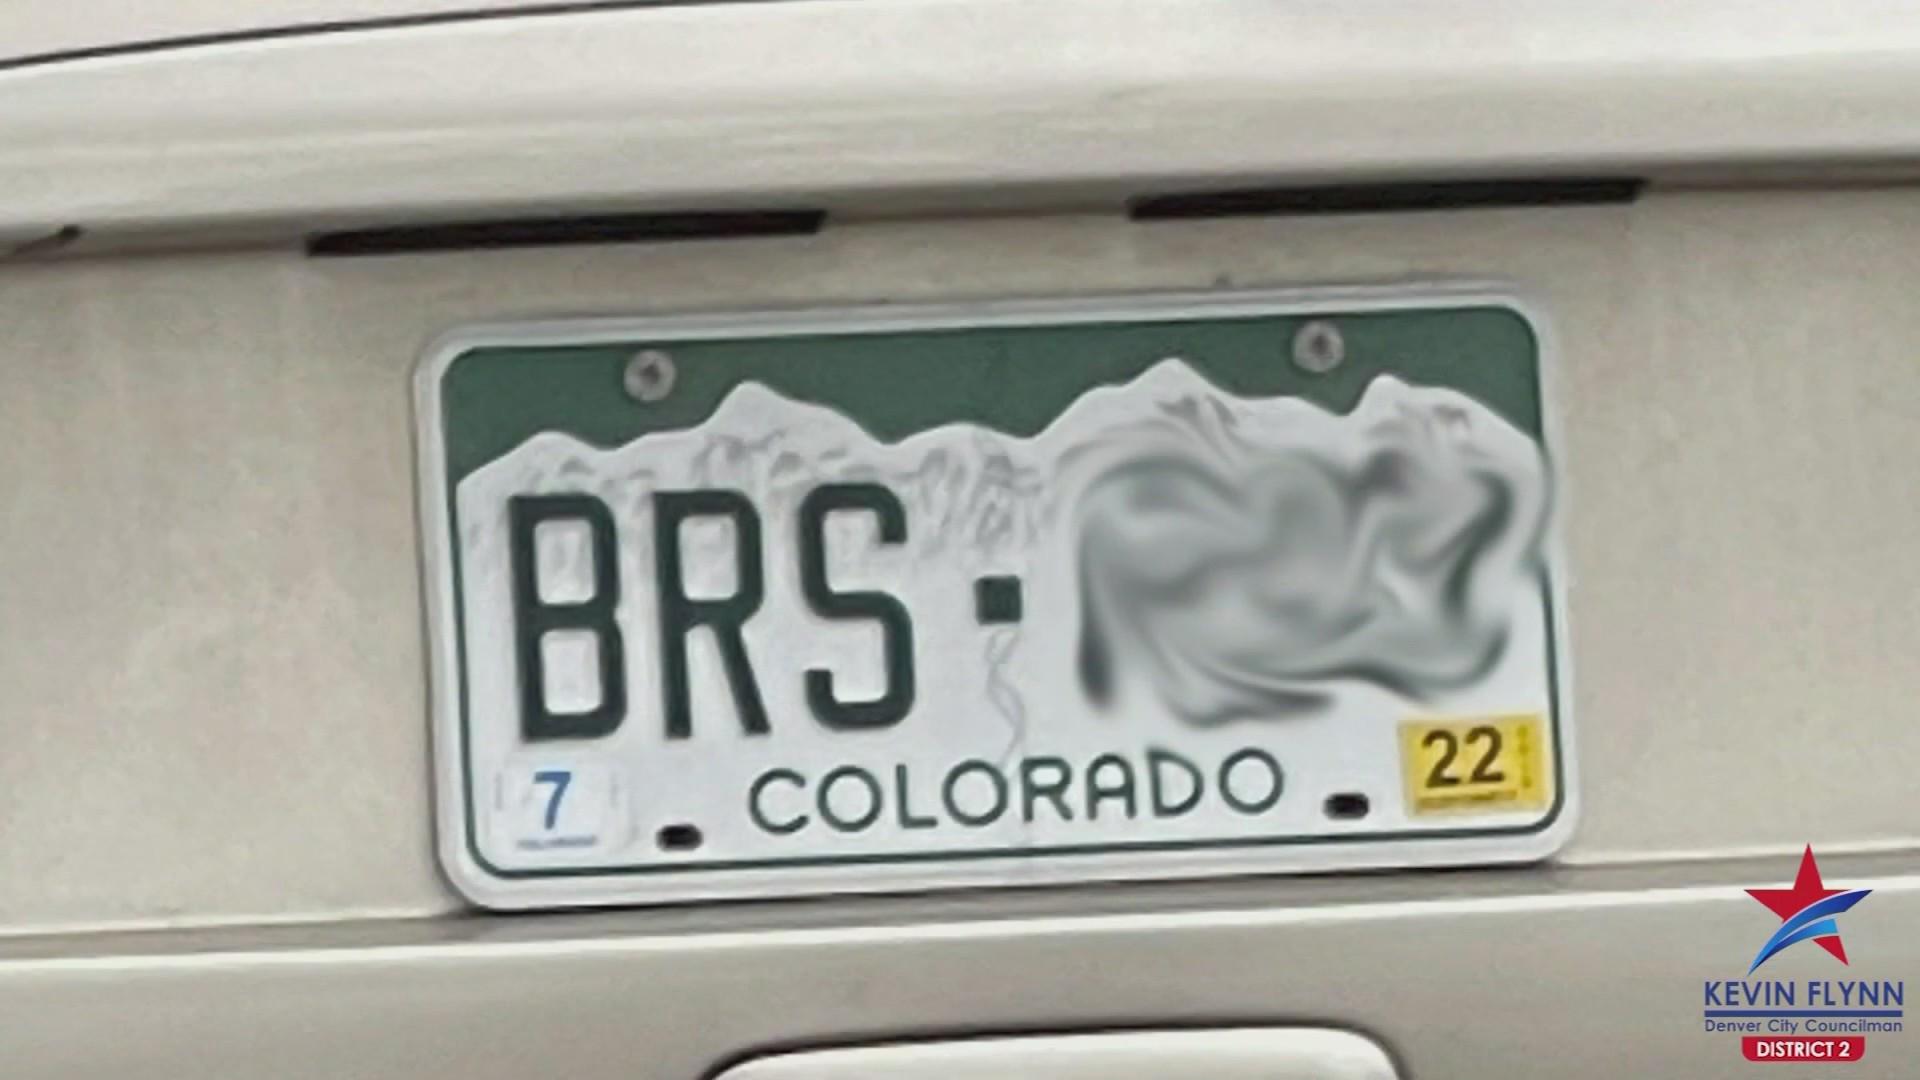 BRS
7
COLORADO
22
KEVIN FLYNN
Denver City Councilman
DISTRICT 2